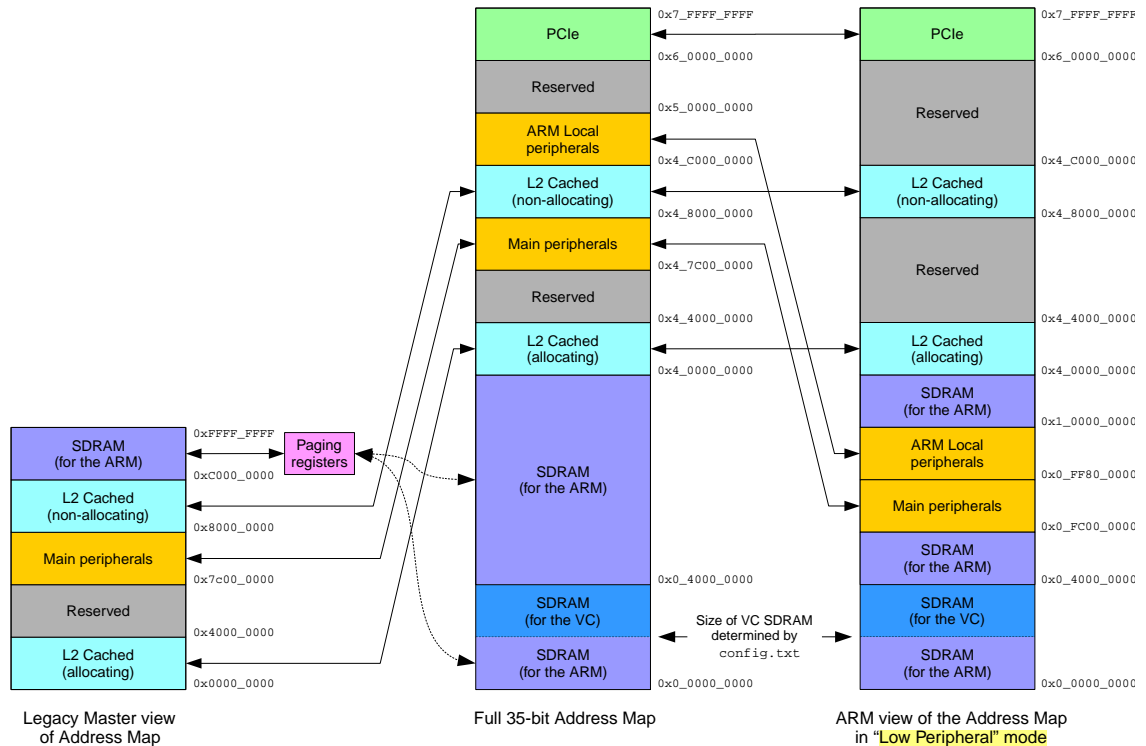 0x7_FFFF_FFFF
PCIe
0x6_0000_0000
Reserved
0x5_0000_0000
ARM Local
peripherals
0x4_C000_0000
L2 Cached
(non-allocating)
0x4_8000_0000
Main peripherals
0x4_7C00_0000
Reserved
0x4_4000_0000
L2 Cached
(allocating)
0x4_0000_0000
SDRAM
(for the ARM)
0x0_4000_0000
SDRAM
(for the VC)
SDRAM
(for the ARM)
0x0_0000_0000
Full 35-bit Address Map
0x7_FFFF_FFFF
PCIe
0x6_0000_0000
Reserved
0x4_C000_0000
L2 Cached
(non-allocating)
0x4_8000_0000
Reserved
0x4_4000_0000
L2 Cached
(allocating)
0x4_0000_0000
SDRAM
(for the ARM)
0x1_0000_0000
ARM Local
peripherals
0x0_FF80_0000
Main peripherals
0x0_FC00_0000
SDRAM
(for the ARM)
0x0_4000_0000
SDRAM
(for the VC)
SDRAM
(for the ARM)
0x0_0000_0000
ARM view of the Address Map
in “Low Peripheral” mode
0xFFFF_FFFF
SDRAM
(for the ARM)
0xC000_0000
L2 Cached
(non-allocating)
0x8000_0000
Main peripherals
0x7c00_0000
Reserved
0x4000_0000
L2 Cached
(allocating)
0x0000_0000
Legacy Master view
of Address Map
Paging
registers
Size of VC SDRAM
determined by
config.txt